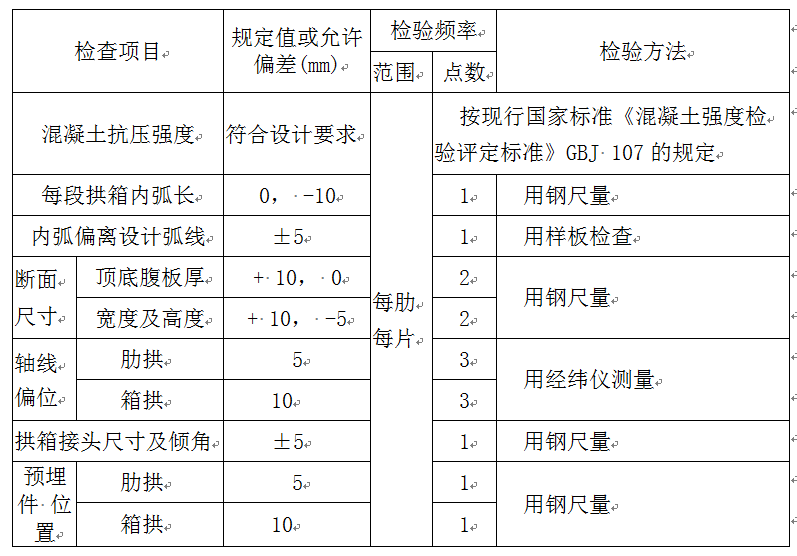 检查项目
规定值或允许
偏差(mm)
检验频率
检验方法
范围
点数
混凝土抗压强度
符合设计要求
按现行国家标准《混凝土强度检
验评定标准》GBJ 107的规定
每段拱箱内弧长
0, -10
1
用钢尺量
内弧偏离设计弧线
±5
1
用样板检查
断面
尺寸
顶底腹板厚
+ 10, 0
2
用钢尺量
宽度及高度
+ 10, -5
2
每肋
每片
轴线
偏位
肋拱
5
3
用经纬仪测量
箱拱
10
3
拱箱接头尺寸及倾角
±5
1
用钢尺量
预埋
件 位
置
肋拱
5
1
用钢尺量
箱拱
10
1